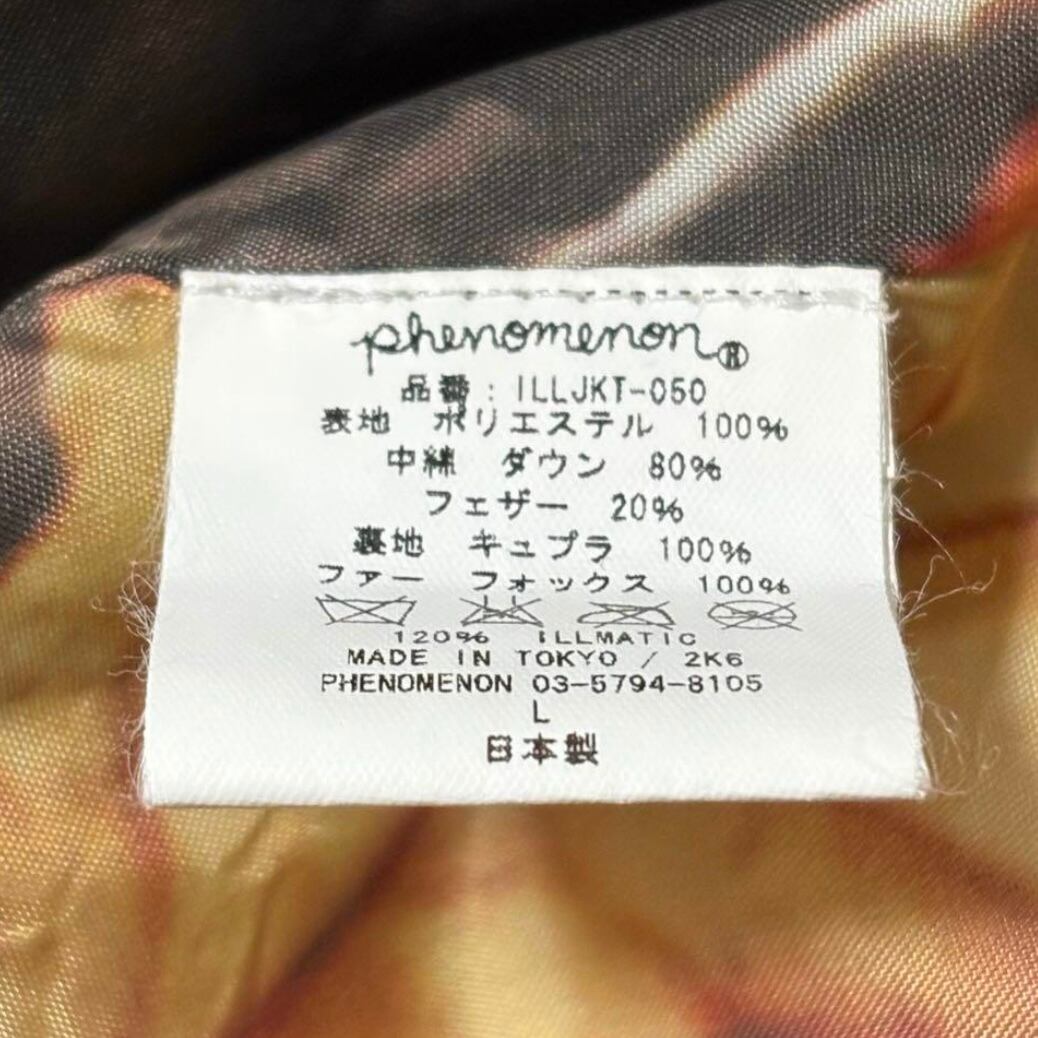 phenomenon®
品番：ILLJKT-050
表地 ポリエステル 100%
中綿 ダウン 80%
フェザー 20%
裏地 キュプラ 100%
ファー フォックス 100%
120% ILLMATIC
MADE IN TOKYO / 2K6
PHENOMENON 03-5794-8105
L
日本製